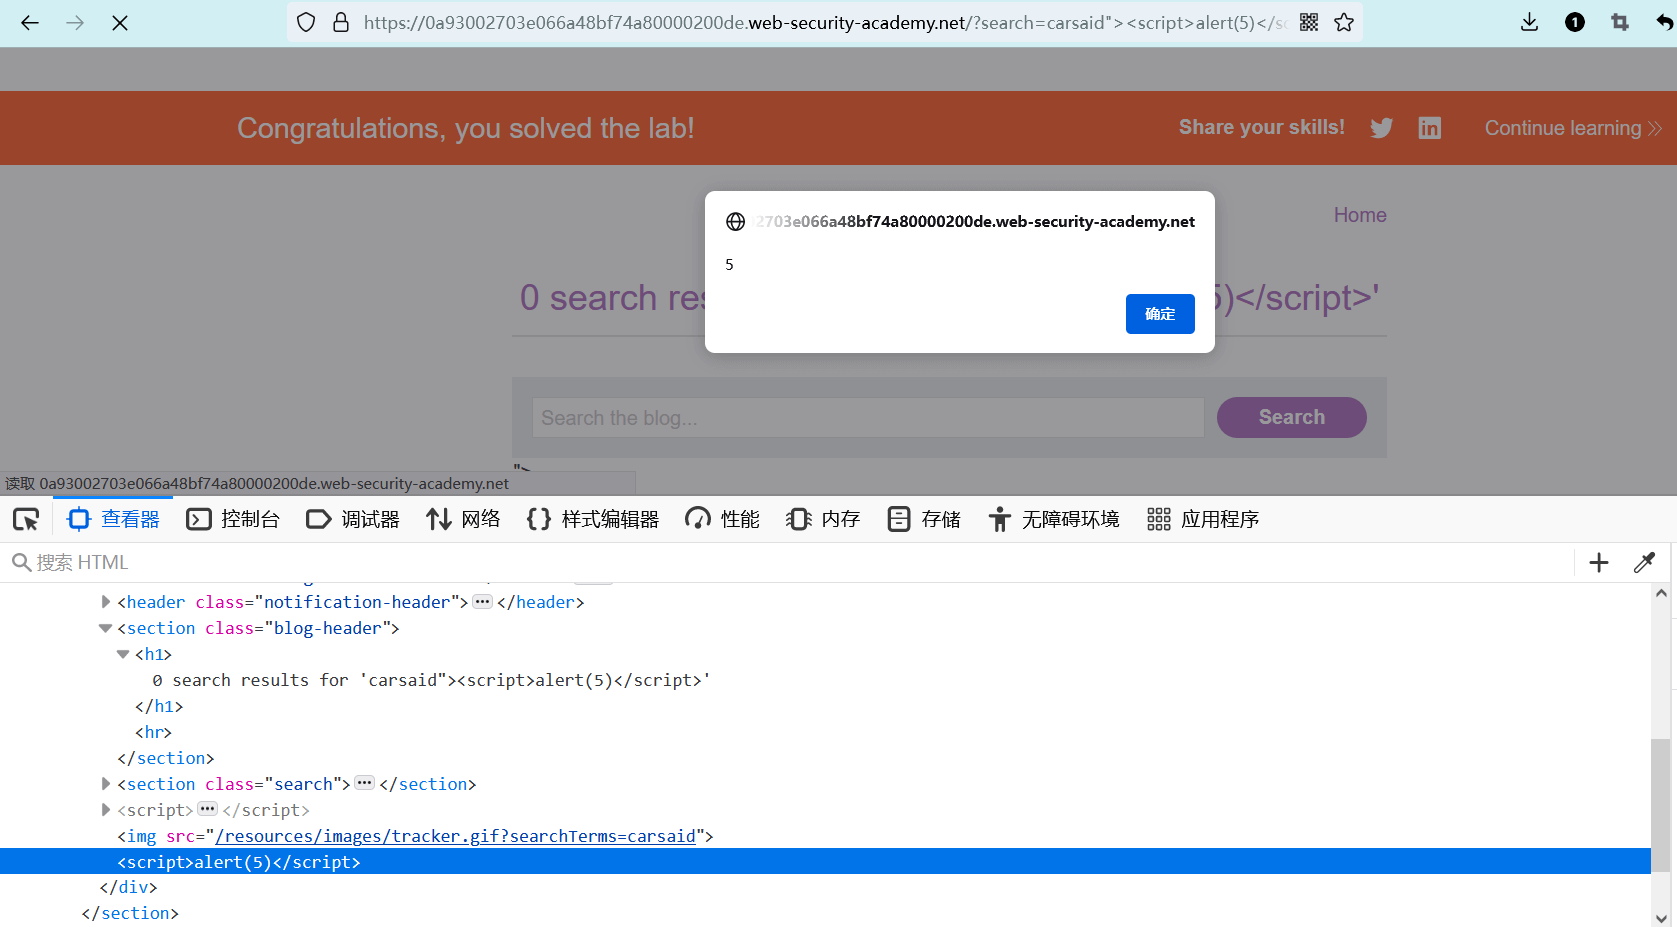 https://0a93002703e066a48bf74a80000200de.web-security-academy.net/?search=carsaid"><script>alert(5)</sc
1
Congratulations, you solved the lab!
Share your skills!
Continue learning
2703e066a48bf74a80000200de.web-security-academy.net
Home
5
0 search res 5)</script>'
确定
Search the blog...
Search
">
读取 0a93002703e066a48bf74a80000200de.web-security-academy.net
查看器 控制台 调试器 网络 样式编辑器 性能 内存 存储 无障碍环境 应用程序
搜索 HTML
<header class="notification-header"> ••• </header>
<section class="blog-header">
<h1>
0 search results for 'carsaid"><script>alert(5)</script>'
</h1>
<hr>
</section>
<section class="search"> ••• </section>
<script> ••• </script>
<img src="/resources/images/tracker.gif?searchTerms=carsaid">
<script>alert(5)</script>
</div>
</section>